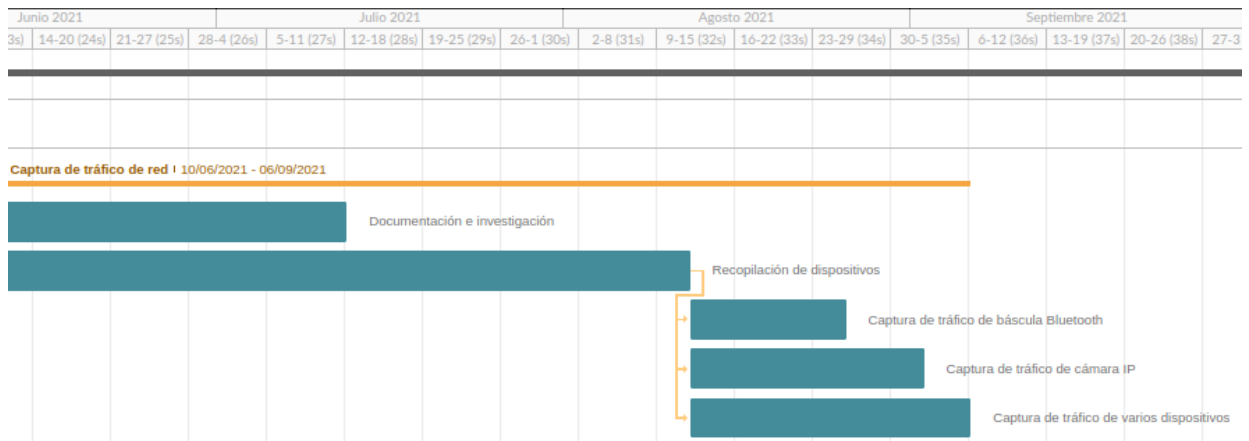 Junio 2021 Julio 2021 Agosto 2021 Septiembre 2021
3s) 14-20 (24s) 21-27 (25s) 28-4 (26s) 5-11 (27s) 12-18 (28s) 19-25 (29s) 26-1 (30s) 2-8 (31s) 9-15 (32s) 16-22 (33s) 23-29 (34s) 30-5 (35s) 6-12 (36s) 13-19 (37s) 20-26 (38s) 27-3
Captura de tráfico de red 10/06/2021 - 06/09/2021
Documentación e investigación
Recopilación de dispositivos
Captura de tráfico de báscula Bluetooth
Captura de tráfico de cámara IP
Captura de tráfico de varios dispositivos